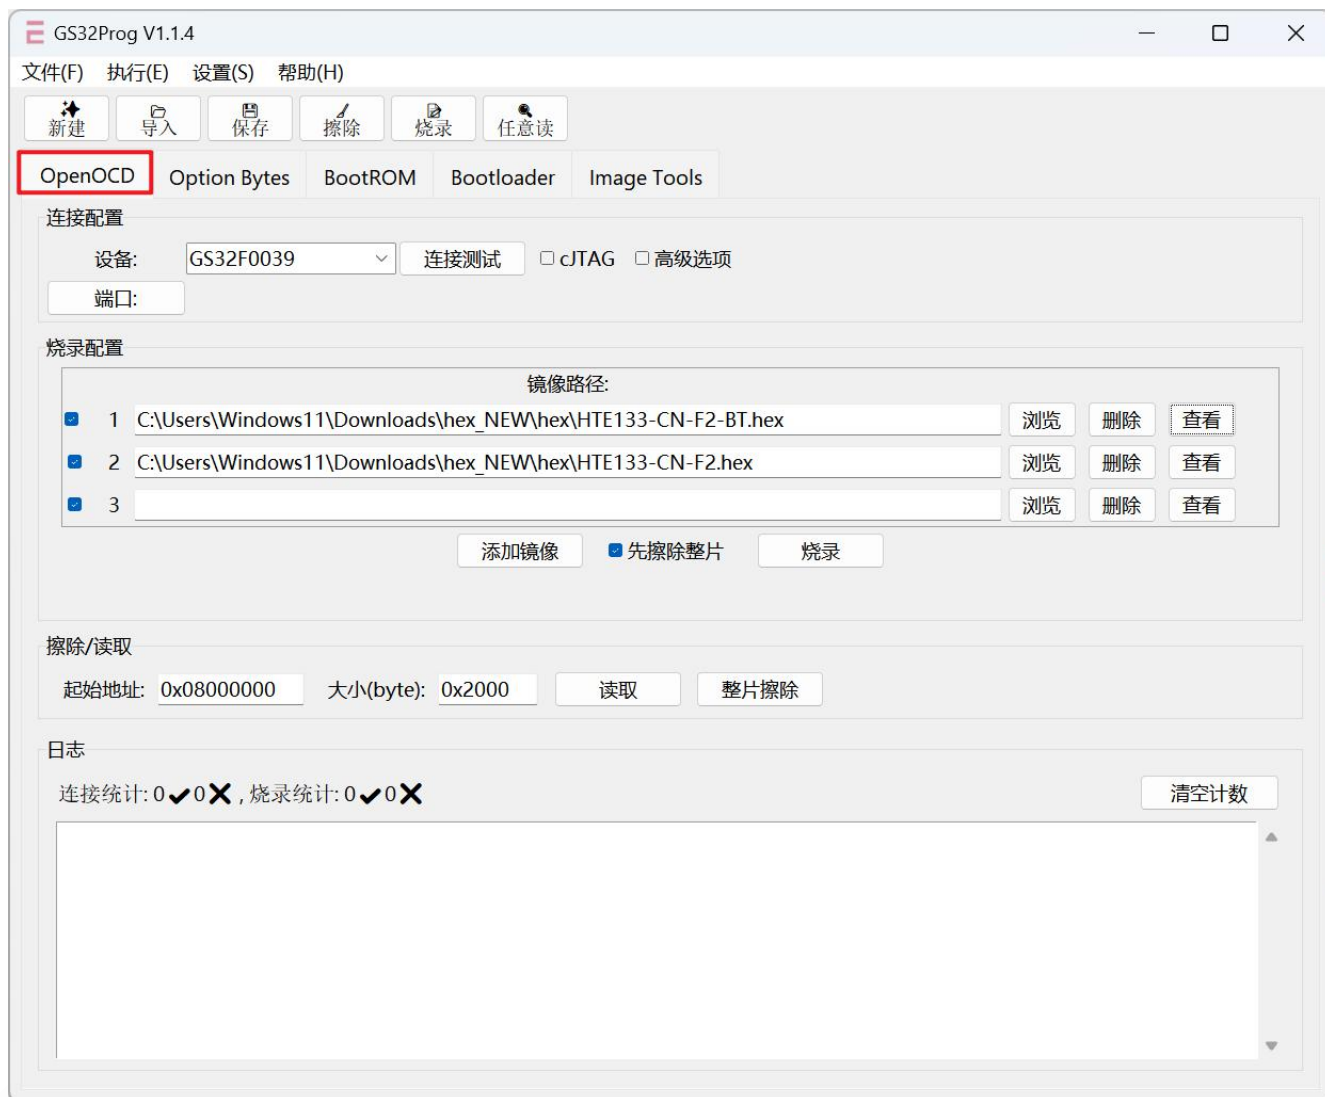 GS32Prog V1.1.4
文件(F) 执行(E) 设置(S) 帮助(H)
新建 导入 保存 擦除 烧录 任意读
OpenOCD Option Bytes BootROM Bootloader Image Tools
连接配置
设备: GS32F0039 连接测试 cJTAG 高级选项
端口:
烧录配置
镜像路径:
1 C:\Users\Windows11\Downloads\hex_NEW\hex\HTE133-CN-F2-BT.hex 浏览 删除 查看
2 C:\Users\Windows11\Downloads\hex_NEW\hex\HTE133-CN-F2.hex 浏览 删除 查看
3 浏览 删除 查看
添加镜像 先擦除整片 烧录
擦除/读取
起始地址: 0x08000000 大小(byte): 0x2000 读取 整片擦除
日志
连接统计: 0✔0✖ , 烧录统计: 0✔0✖ 清空计数